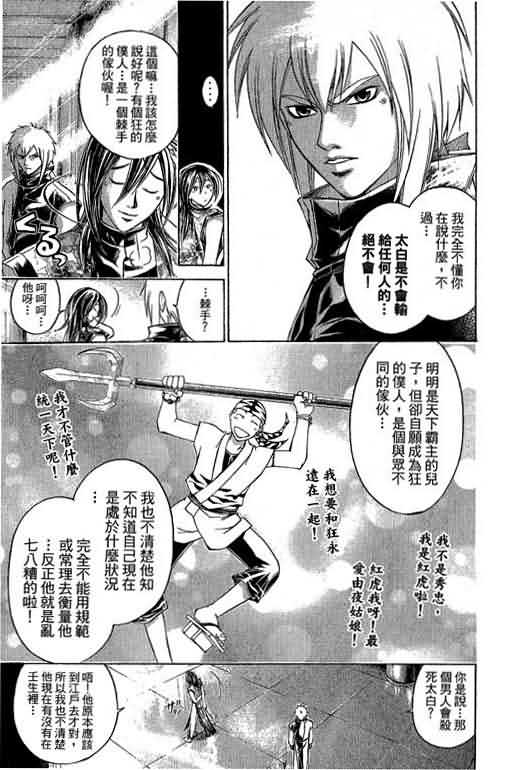 我完全不懂你
在說什麼，不
過…
太白是不會輸
給任何人的…
絕不會！
…
這個嘛…我該怎麼
說好呢？有個狂的
僕人…是一個棘手
的傢伙喔！
くるっ
…棘手？
呵呵呵…
他呀…
明明是天下霸主的兒
子，但卻自願成為狂
的僕人，是個與眾不
同的傢伙…
我才不管什麼
統一天下呢！
我想要和狂永
遠在一起！
我不是秀忠，
我是紅虎啦！
紅虎我呀！最
愛由夜姑娘！
我也不清楚他知
不知道自己現在
是處於什麼狀況
…
完全不能用規範
或常理去衡量他
…反正他就是亂
七八糟的啦！
你是說…那
個男人會殺
死太白？
唔！他原本應該
到江戶去才對，
所以我也不清楚
他現在有沒有在
壬生裡…